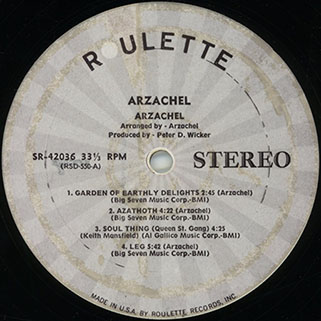 ROULETTE
ARZACHEL
ARZACHEL
Arranged by - Arzachel
Produced by - Peter D. Wicker
SR-42036 33⅓ RPM
(RSD-550-A)
STEREO
1. GARDEN OF EARTHLY DELIGHTS 2:45 (Arzachel)
(Big Seven Music Corp.-BMI)
2. AZATHOTH 4:22 (Arzachel)
(Big Seven Music Corp.-BMI)
3. SOUL THING (Queen St. Gang) 4:25
(Keith Mansfield) (Al Gallico Music Corp.-BMI)
4. LEG 5:42 (Arzachel)
(Big Seven Music Corp.-BMI)
MADE IN U.S.A. BY ROULETTE RECORDS, INC.